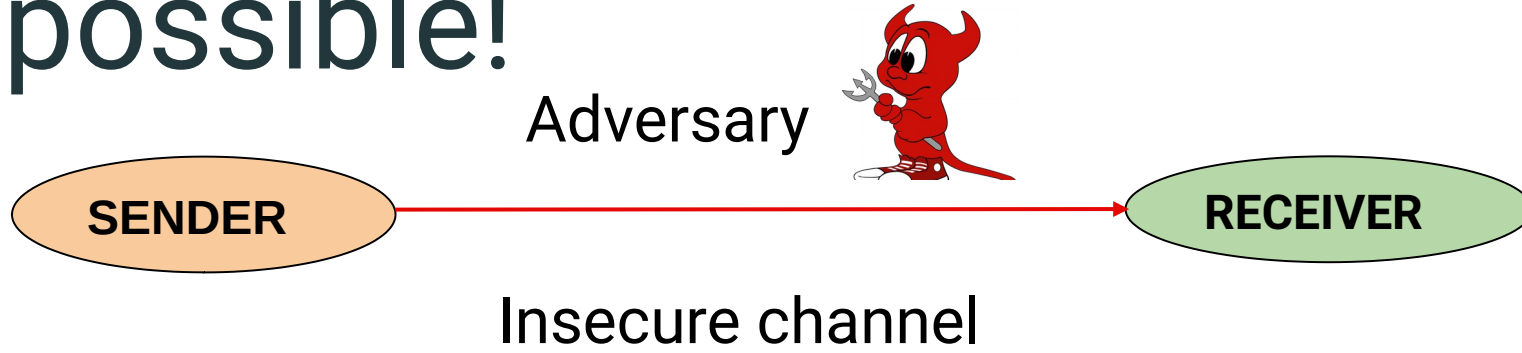 possible!
Adversary
SENDER
RECEIVER
Insecure channel